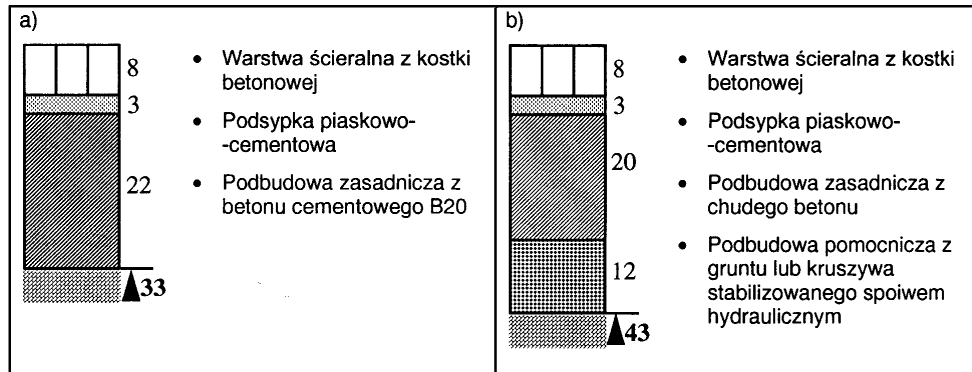 a)
8
3
22
33
• Warstwa ścieralna z kostki
betonowej
• Podsypka piaskowo-
-cementowa
• Podbudowa zasadnicza z
betonu cementowego B20
b)
8
3
20
12
43
• Warstwa ścieralna z kostki
betonowej
• Podsypka piaskowo-
-cementowa
• Podbudowa zasadnicza z
chudego betonu
• Podbudowa pomocnicza z
gruntu lub kruszywa
stabilizowanego spoiwem
hydraulicznym